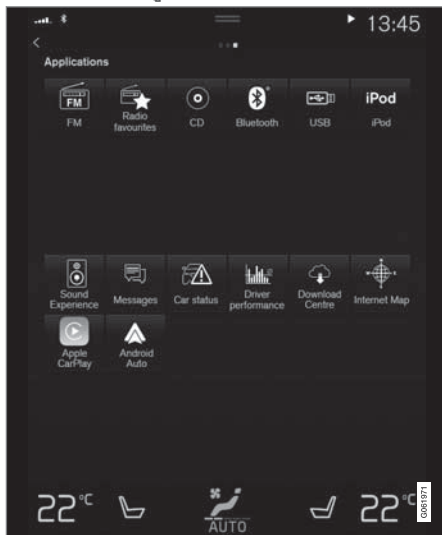 13:45
Applications
FM
iPod
FM
Radio
favourites
CD
Bluetooth
USB
iPod
Sound
Experience
Messages
Car status
Driver
performance
Download
Centre
Internet Map
Apple
CarPlay
Android
Auto
22°C
AUTO
22°C
G061971